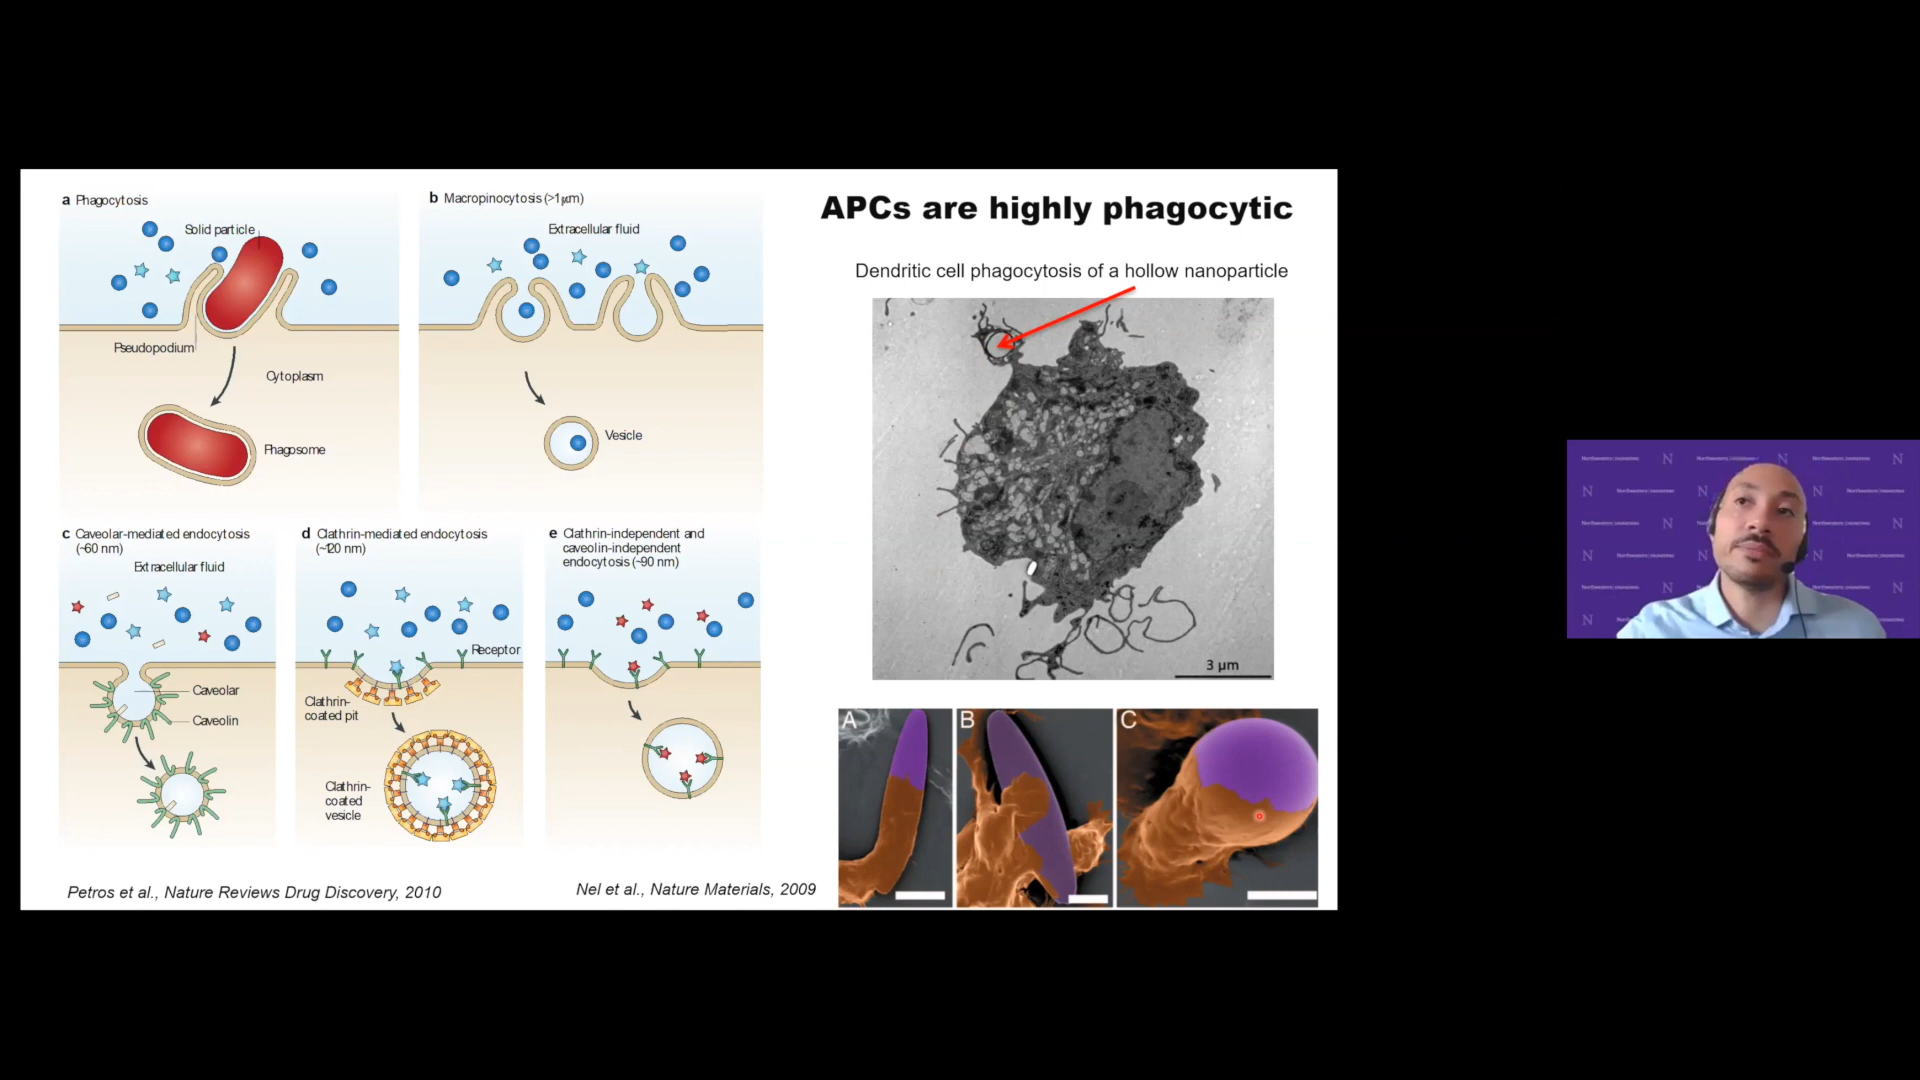 APCs are highly phagocytic
a Phagocytosis
Solid particle
Pseudopodium
Cytoplasm
Phagosome
b Macropinocytosis (>1 µm)
Extracellular fluid
Vesicle
c Caveolar-mediated endocytosis
(~60 nm)
Extracellular fluid
Caveolar
Caveolin
d Clathrin-mediated endocytosis
(~120 nm)
Receptor
Clathrin-
coated pit
Clathrin-
coated
vesicle
e Clathrin-independent and
caveolin-independent
endocytosis (~90 nm)
Petros et al., Nature Reviews Drug Discovery, 2010
Nel et al., Nature Materials, 2009
Dendritic cell phagocytosis of a hollow nanoparticle
3 µm
A
B
C